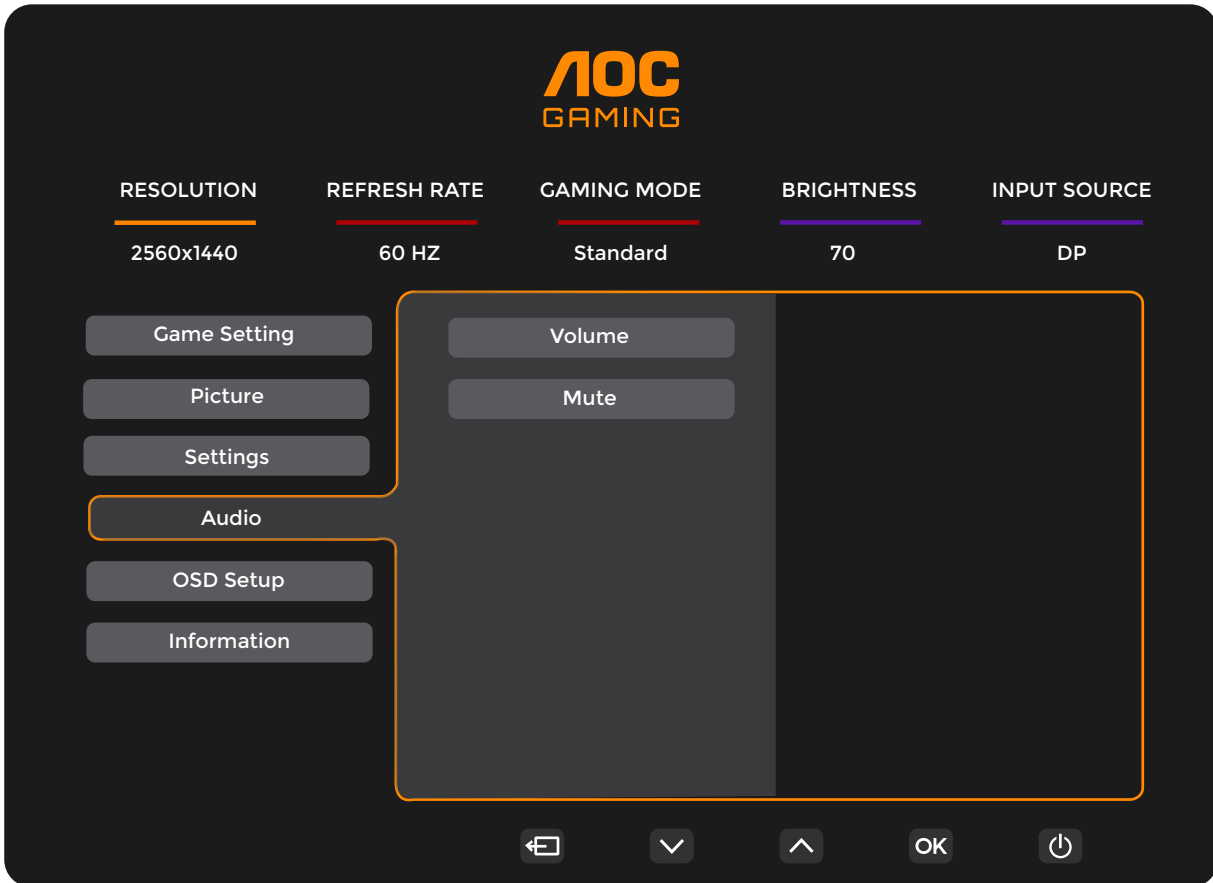 AOC
GAMING
RESOLUTION REFRESH RATE GAMING MODE BRIGHTNESS INPUT SOURCE
2560x1440 60 HZ Standard 70 DP
Game Setting
Picture
Settings
Audio
OSD Setup
Information
Volume
Mute
OK